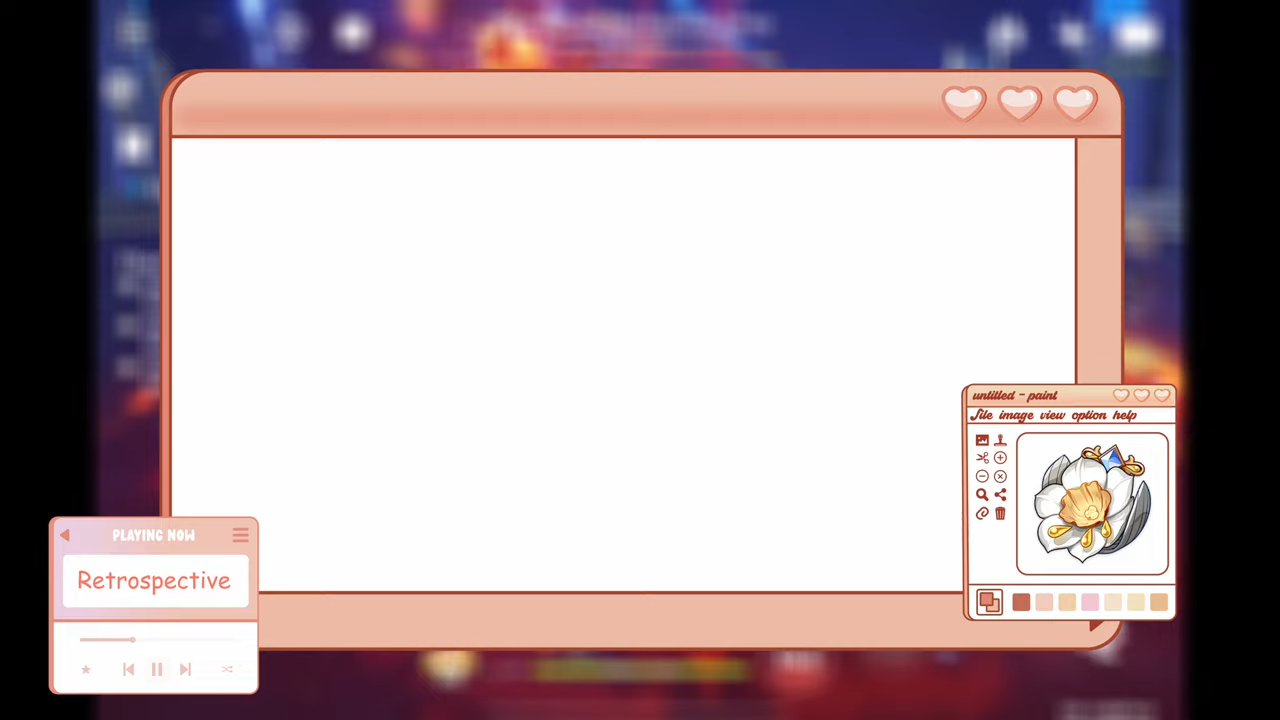 untitled - paint
file image view option help
PLAYING NOW
Retrospective